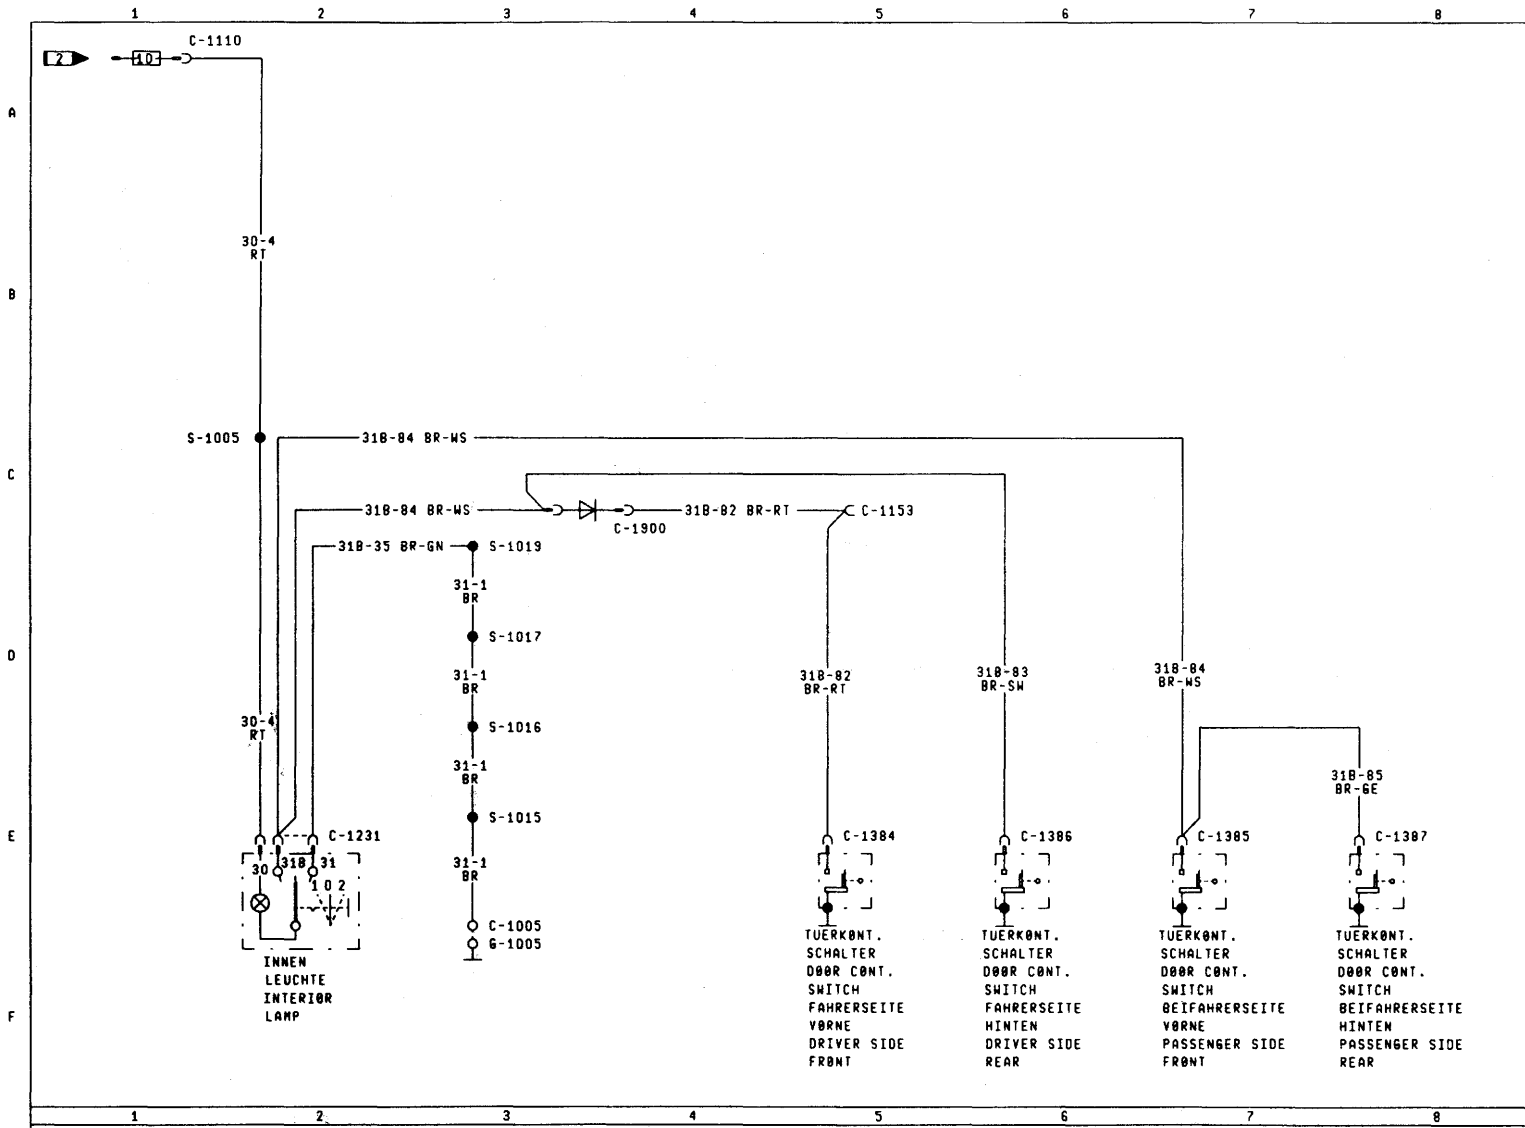 1 2 3 4 5 6 7 8
2 10 C-1110
A
30-4
RT
B
S-1005 31B-84 BR-WS
C
31B-84 BR-WS C-1900 31B-82 BR-RT C-1153
31B-35 BR-GN S-1019
31-1
BR
S-1017
D
31-1
BR
31B-82
BR-RT
31B-83
BR-SW
31B-84
BR-WS
30-4
RT
S-1016
31-1
BR
31B-85
BR-GE
S-1015
E
C-1231 C-1384 C-1386 C-1385 C-1387
30 31B 31
1 0 2
31-1
BR
C-1005
G-1005
INNEN
LEUCHTE
INTERIOR
LAMP
TUERKONT.
SCHALTER
DOOR CONT.
SWITCH
FAHRERSEITE
VORNE
DRIVER SIDE
FRONT
TUERKONT.
SCHALTER
DOOR CONT.
SWITCH
FAHRERSEITE
HINTEN
DRIVER SIDE
REAR
TUERKONT.
SCHALTER
DOOR CONT.
SWITCH
BEIFAHRERSEITE
VORNE
PASSENGER SIDE
FRONT
TUERKONT.
SCHALTER
DOOR CONT.
SWITCH
BEIFAHRERSEITE
HINTEN
PASSENGER SIDE
REAR
F
1 2 3 4 5 6 7 8